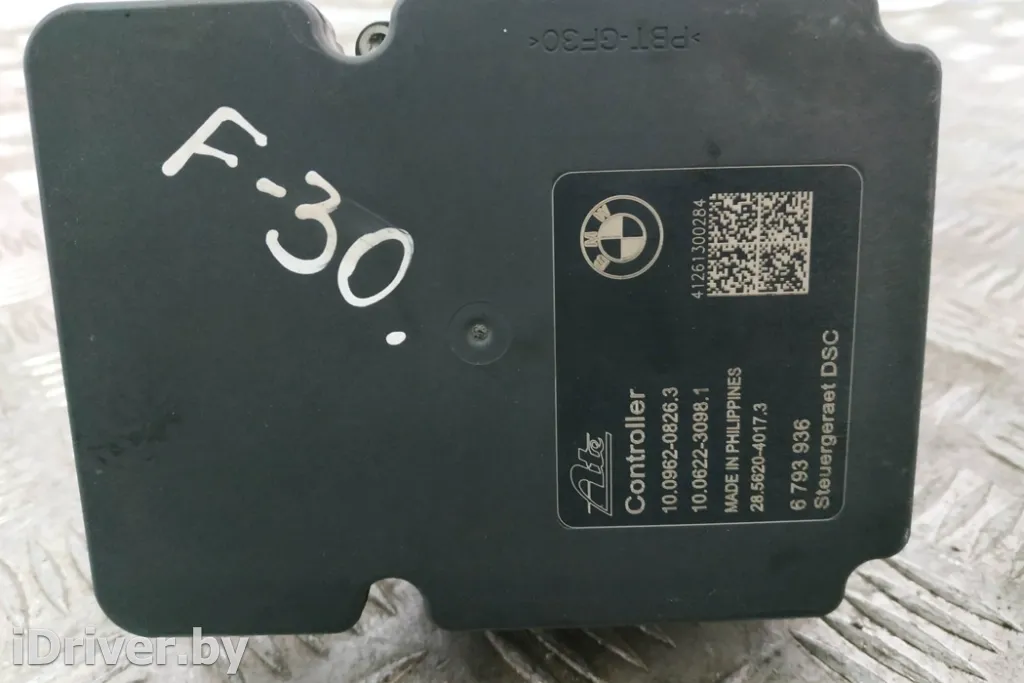 >PBT-GF30<
F-30.
BMW
41261300284
Ate
Controller
10.0962-0826.3
10.0622-3098.1
MADE IN PHILIPPINES
28.5620-4017.3
6 793 936
Steuergeraet DSC
iDriver.by